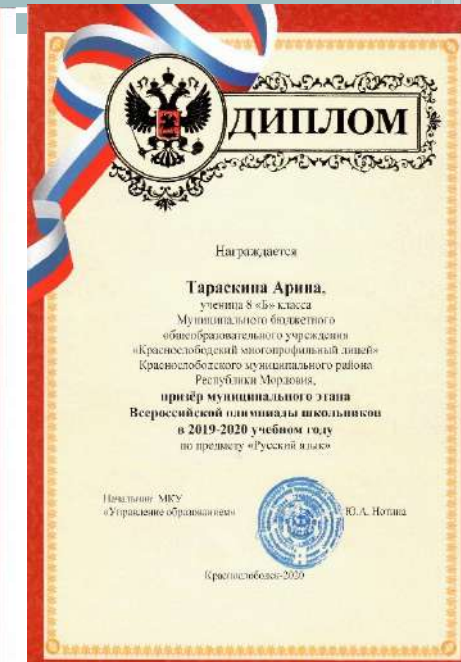 ДИПЛОМ
Награждается
Тараскина Арина,
ученица 8 «Б» класса
Муниципального бюджетного
общеобразовательного учреждения
«Краснослободский многопрофильный лицей»
Краснослободского муниципального района
Республики Мордовия,
призёр муниципального этапа
Всероссийской олимпиады школьников
в 2019-2020 учебном году
по предмету «Русский язык»
Начальник МКУ
«Управление образованием»
Ю.А.
Краснослободск-2020